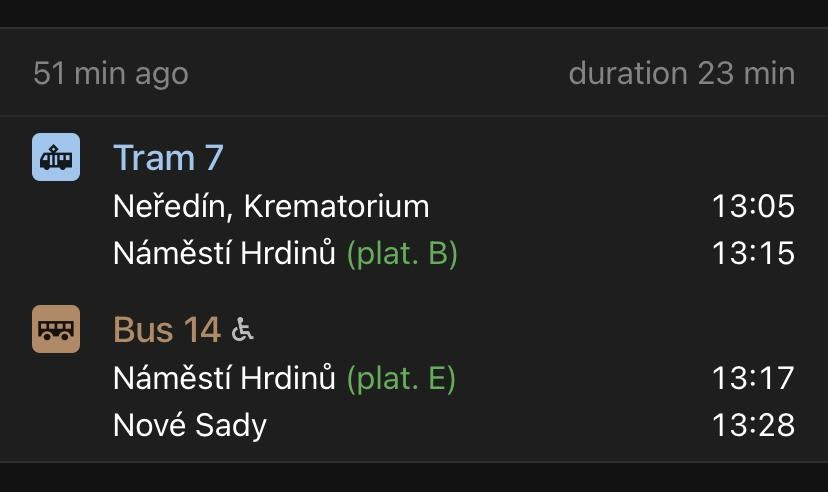 51 min ago duration 23 min
Tram 7
Neředín, Krematorium 13:05
Náměstí Hrdinů (plat. B) 13:15
Bus 14
Náměstí Hrdinů (plat. E) 13:17
Nové Sady 13:28